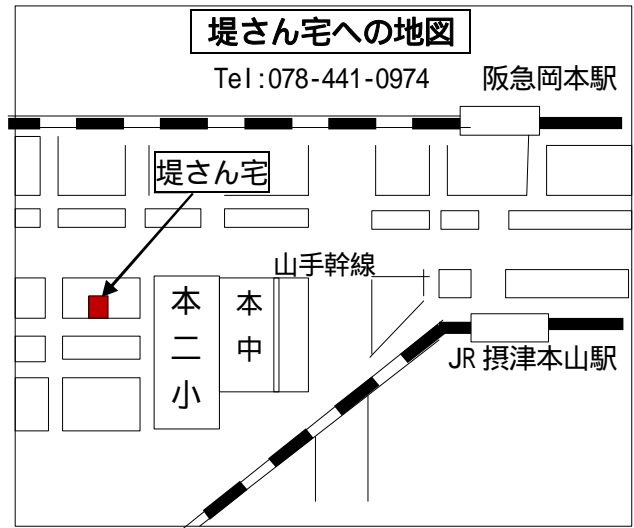 堤さん宅への地図
Tel:078-441-0974
阪急岡本駅
堤さん宅
山手幹線
本二小
本中
JR 摂津本山駅